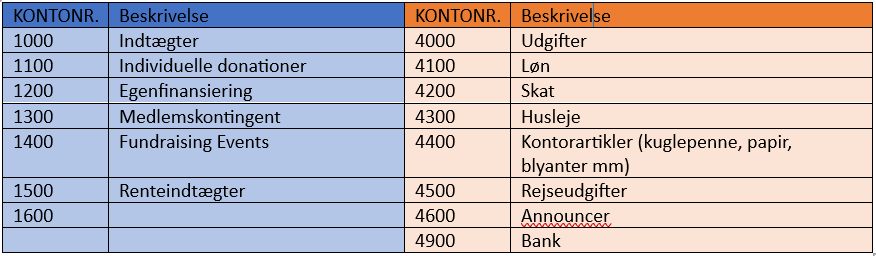 KONTONR. Beskrivelse KONTONR. Beskrivelse
1000 Indtægter 4000 Udgifter
1100 Individuelle donationer 4100 Løn
1200 Egenfinansiering 4200 Skat
1300 Medlemskontingent 4300 Husleje
1400 Fundraising Events 4400 Kontorartikler (kuglepenne, papir,
blyanter mm)
1500 Renteindtægter 4500 Rejseudgifter
1600 4600 Announcer
4900 Bank